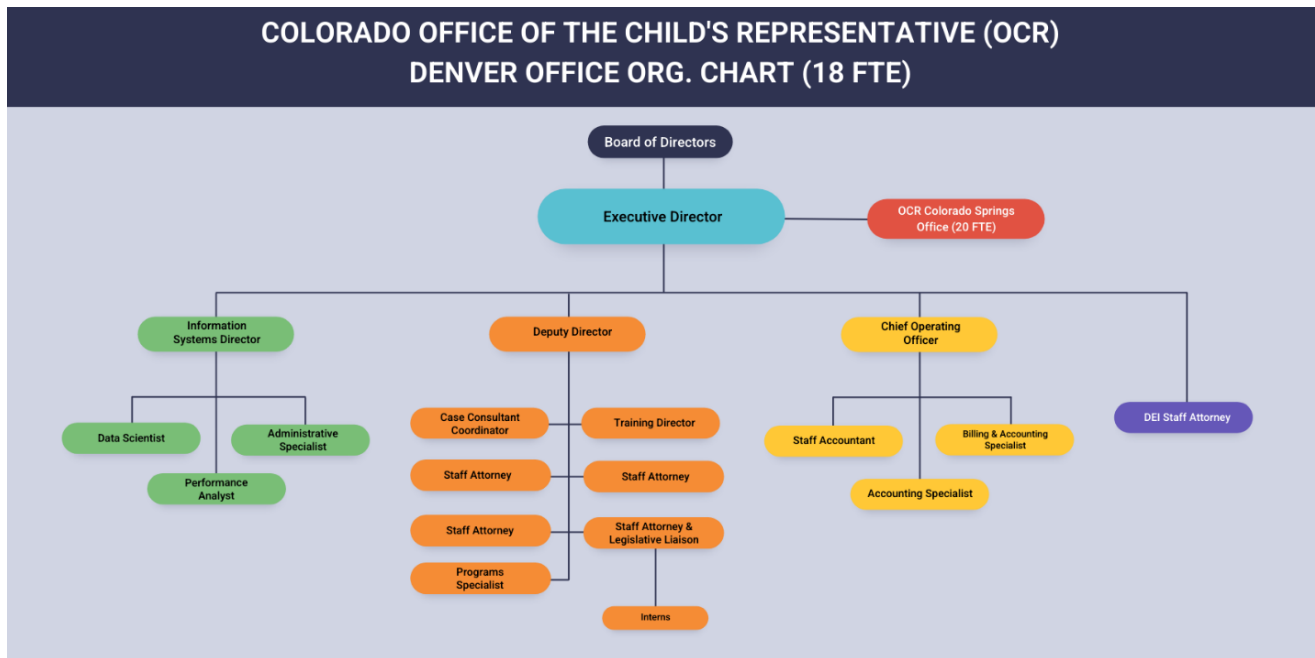 COLORADO OFFICE OF THE CHILD'S REPRESENTATIVE (OCR)
DENVER OFFICE ORG. CHART (18 FTE)
Board of Directors
Executive Director
OCR Colorado Springs
Office (20 FTE)
Information
Systems Director
Deputy Director
Chief Operating
Officer
DEI Staff Attorney
Data Scientist
Administrative
Specialist
Performance
Analyst
Case Consultant
Coordinator
Training Director
Staff Attorney
Staff Attorney
Staff Attorney
Staff Attorney &
Legislative Liaison
Programs
Specialist
Interns
Staff Accountant
Billing & Accounting
Specialist
Accounting Specialist